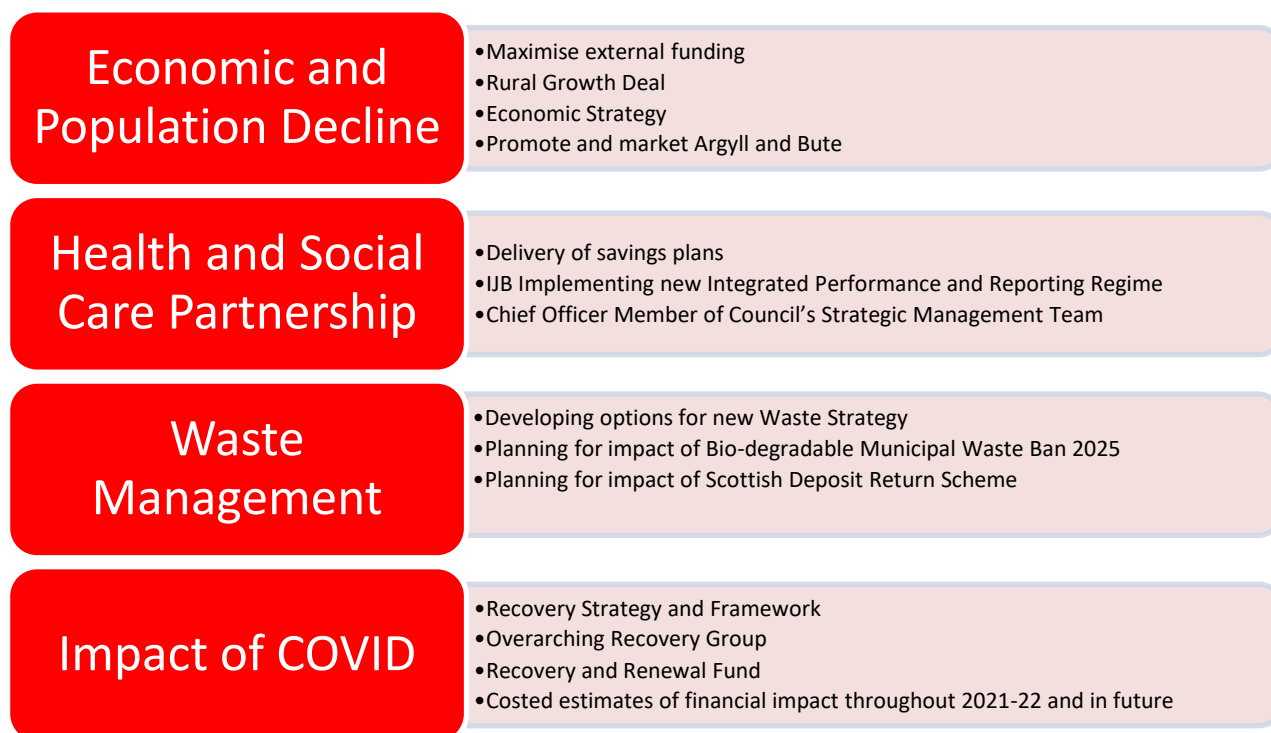 Economic and
Population Decline
•Maximise external funding
•Rural Growth Deal
•Economic Strategy
•Promote and market Argyll and Bute
Health and Social
Care Partnership
•Delivery of savings plans
•IJB Implementing new Integrated Performance and Reporting Regime
•Chief Officer Member of Council’s Strategic Management Team
Waste
Management
•Developing options for new Waste Strategy
•Planning for impact of Bio-degradable Municipal Waste Ban 2025
•Planning for impact of Scottish Deposit Return Scheme
Impact of COVID
•Recovery Strategy and Framework
•Overarching Recovery Group
•Recovery and Renewal Fund
•Costed estimates of financial impact throughout 2021-22 and in future